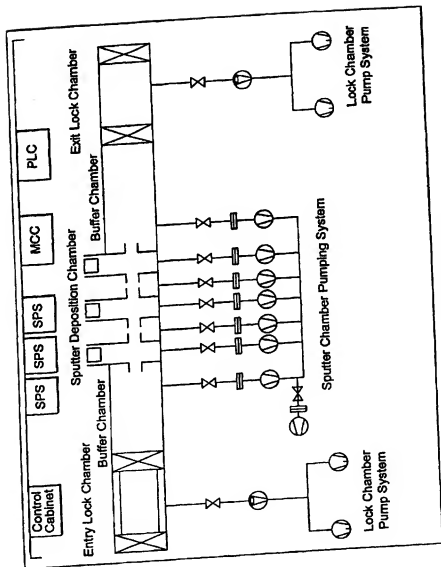 Control
Cabinet
SPS
SPS
SPS
MCC
PLC
Entry Lock Chamber
Buffer Chamber
Sputter Deposition Chamber
Buffer Chamber
Exit Lock Chamber
Sputter Chamber Pumping System
Lock Chamber
Pump System
Lock Chamber
Pump System